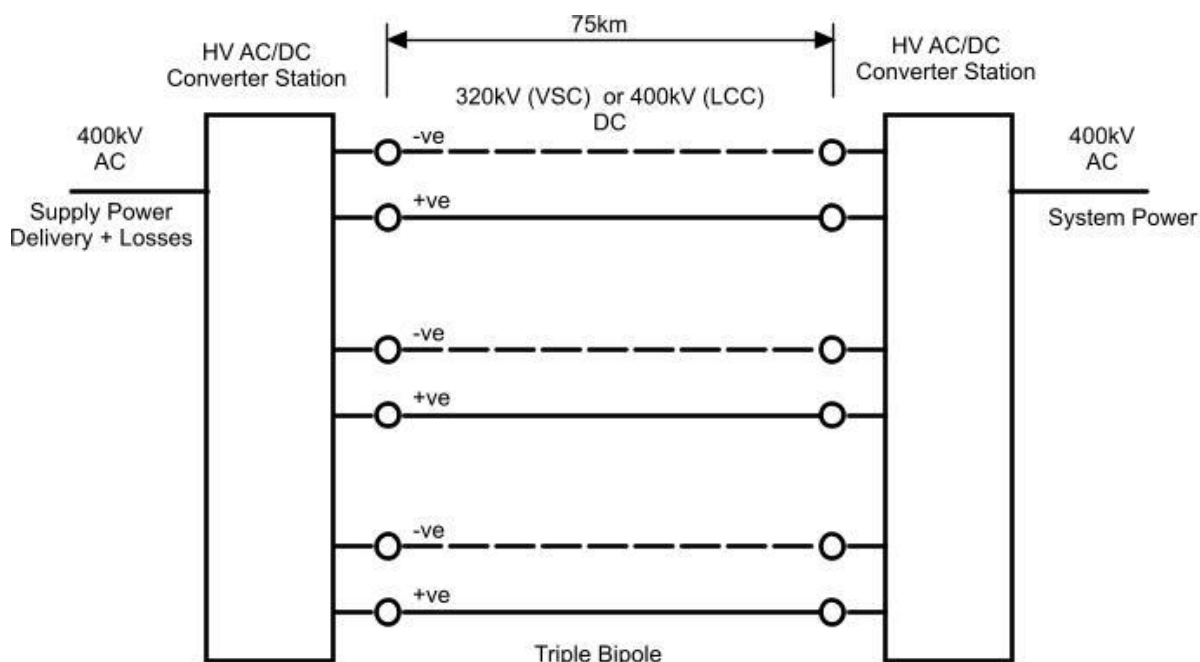 75km
HV AC/DC
Converter Station
HV AC/DC
Converter Station
320kV (VSC) or 400kV (LCC)
DC
400kV
AC
Supply Power
Delivery + Losses
400kV
AC
System Power
-ve
+ve
-ve
+ve
-ve
+ve
Triple Bipole